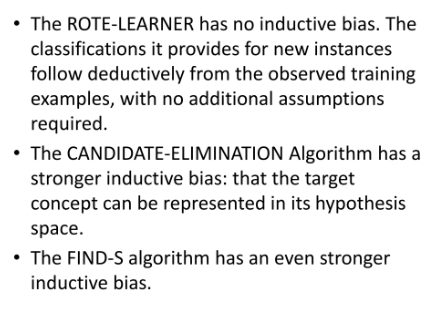 • The ROTE-LEARNER has no inductive bias. The
classifications it provides for new instances
follow deductively from the observed training
examples, with no additional assumptions
required.
• The CANDIDATE-ELIMINATION Algorithm has a
stronger inductive bias: that the target
concept can be represented in its hypothesis
space.
• The FIND-S algorithm has an even stronger
inductive bias.